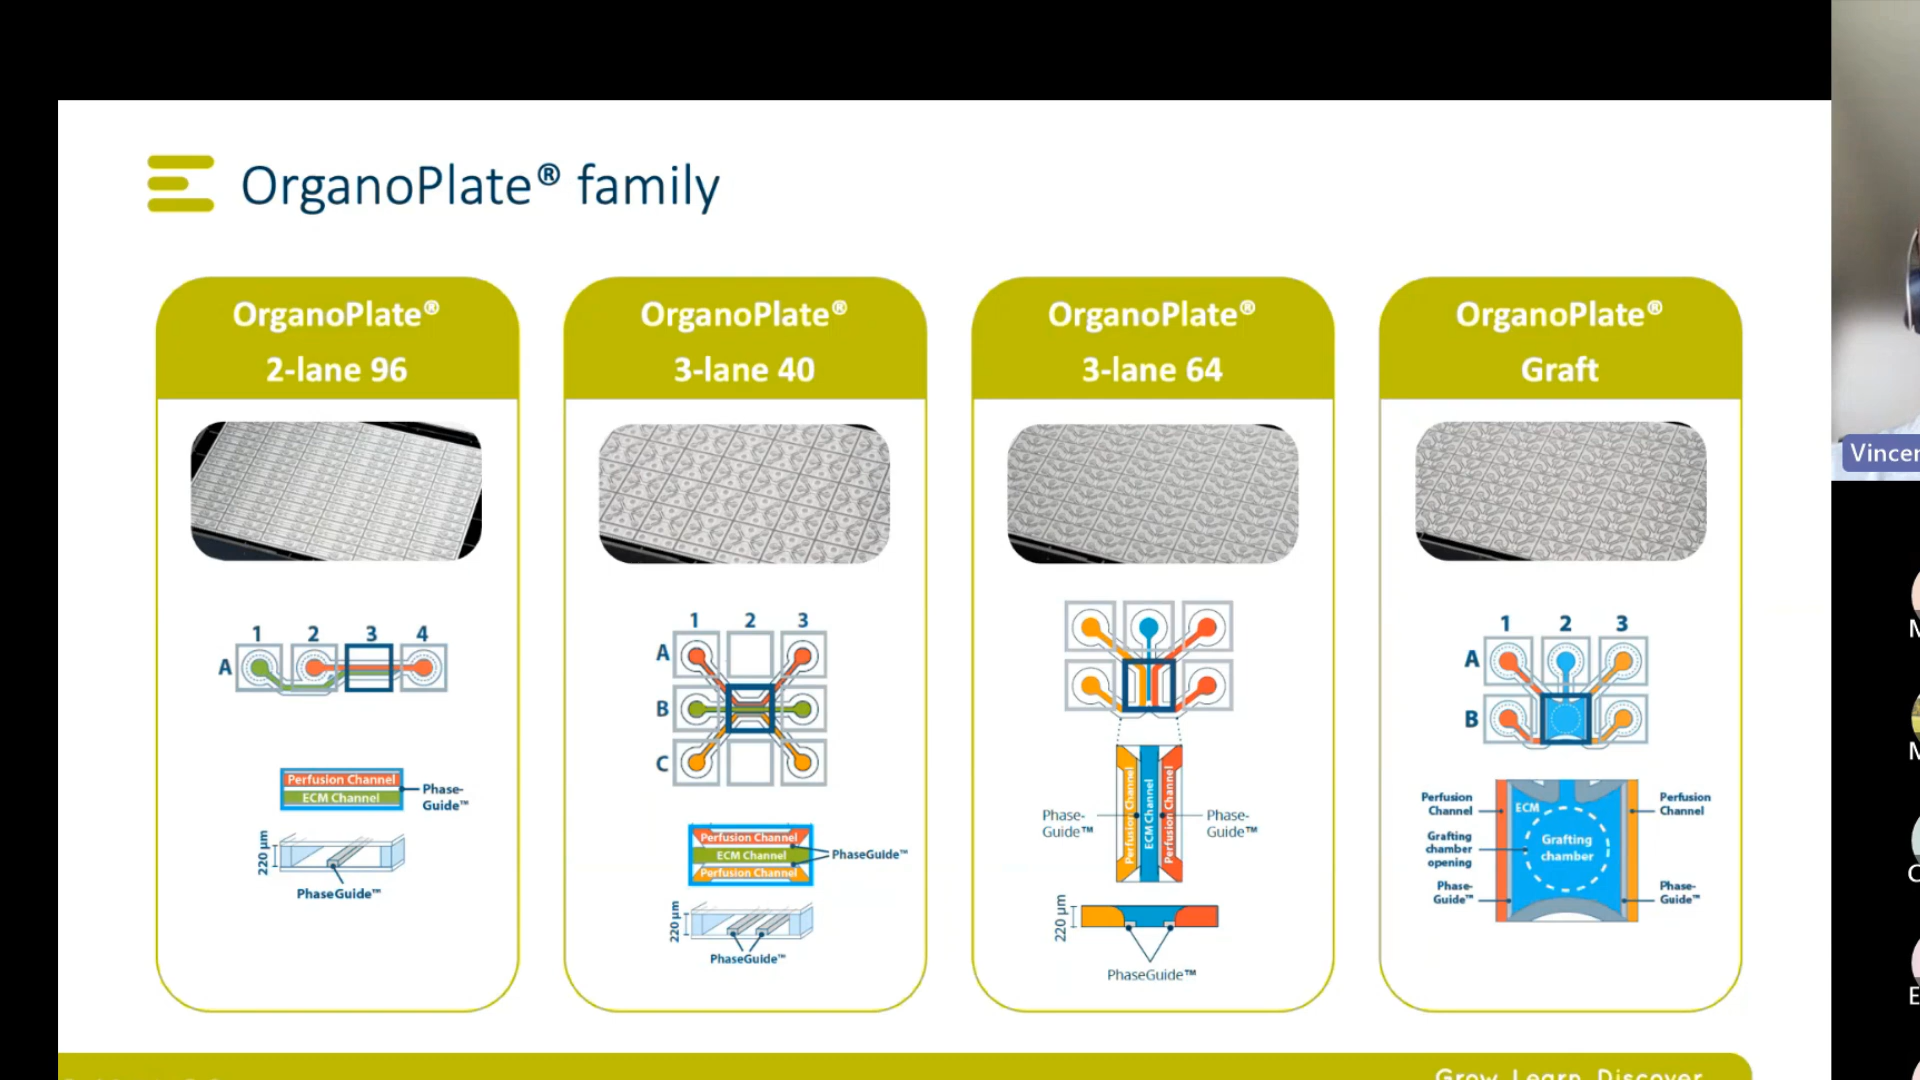 OrganoPlate® family
OrganoPlate®
2-lane 96
1 2 3 4
A
Perfusion Channel
ECM Channel
Phase-
Guide™
220 µm
PhaseGuide™
OrganoPlate®
3-lane 40
1 2 3
A
B
C
Perfusion Channel
ECM Channel
Perfusion Channel
PhaseGuide™
220 µm
PhaseGuide™
OrganoPlate®
3-lane 64
Phase-
Guide™
Perfusion Channel
ECM Channel
Perfusion Channel
Phase-
Guide™
220 µm
PhaseGuide™
OrganoPlate®
Graft
1 2 3
A
B
Perfusion
Channel
Grafting
chamber
opening
Phase-
Guide™
ECM
Grafting
chamber
Perfusion
Channel
Phase-
Guide™
Grow. Learn. Discover.
Vincen